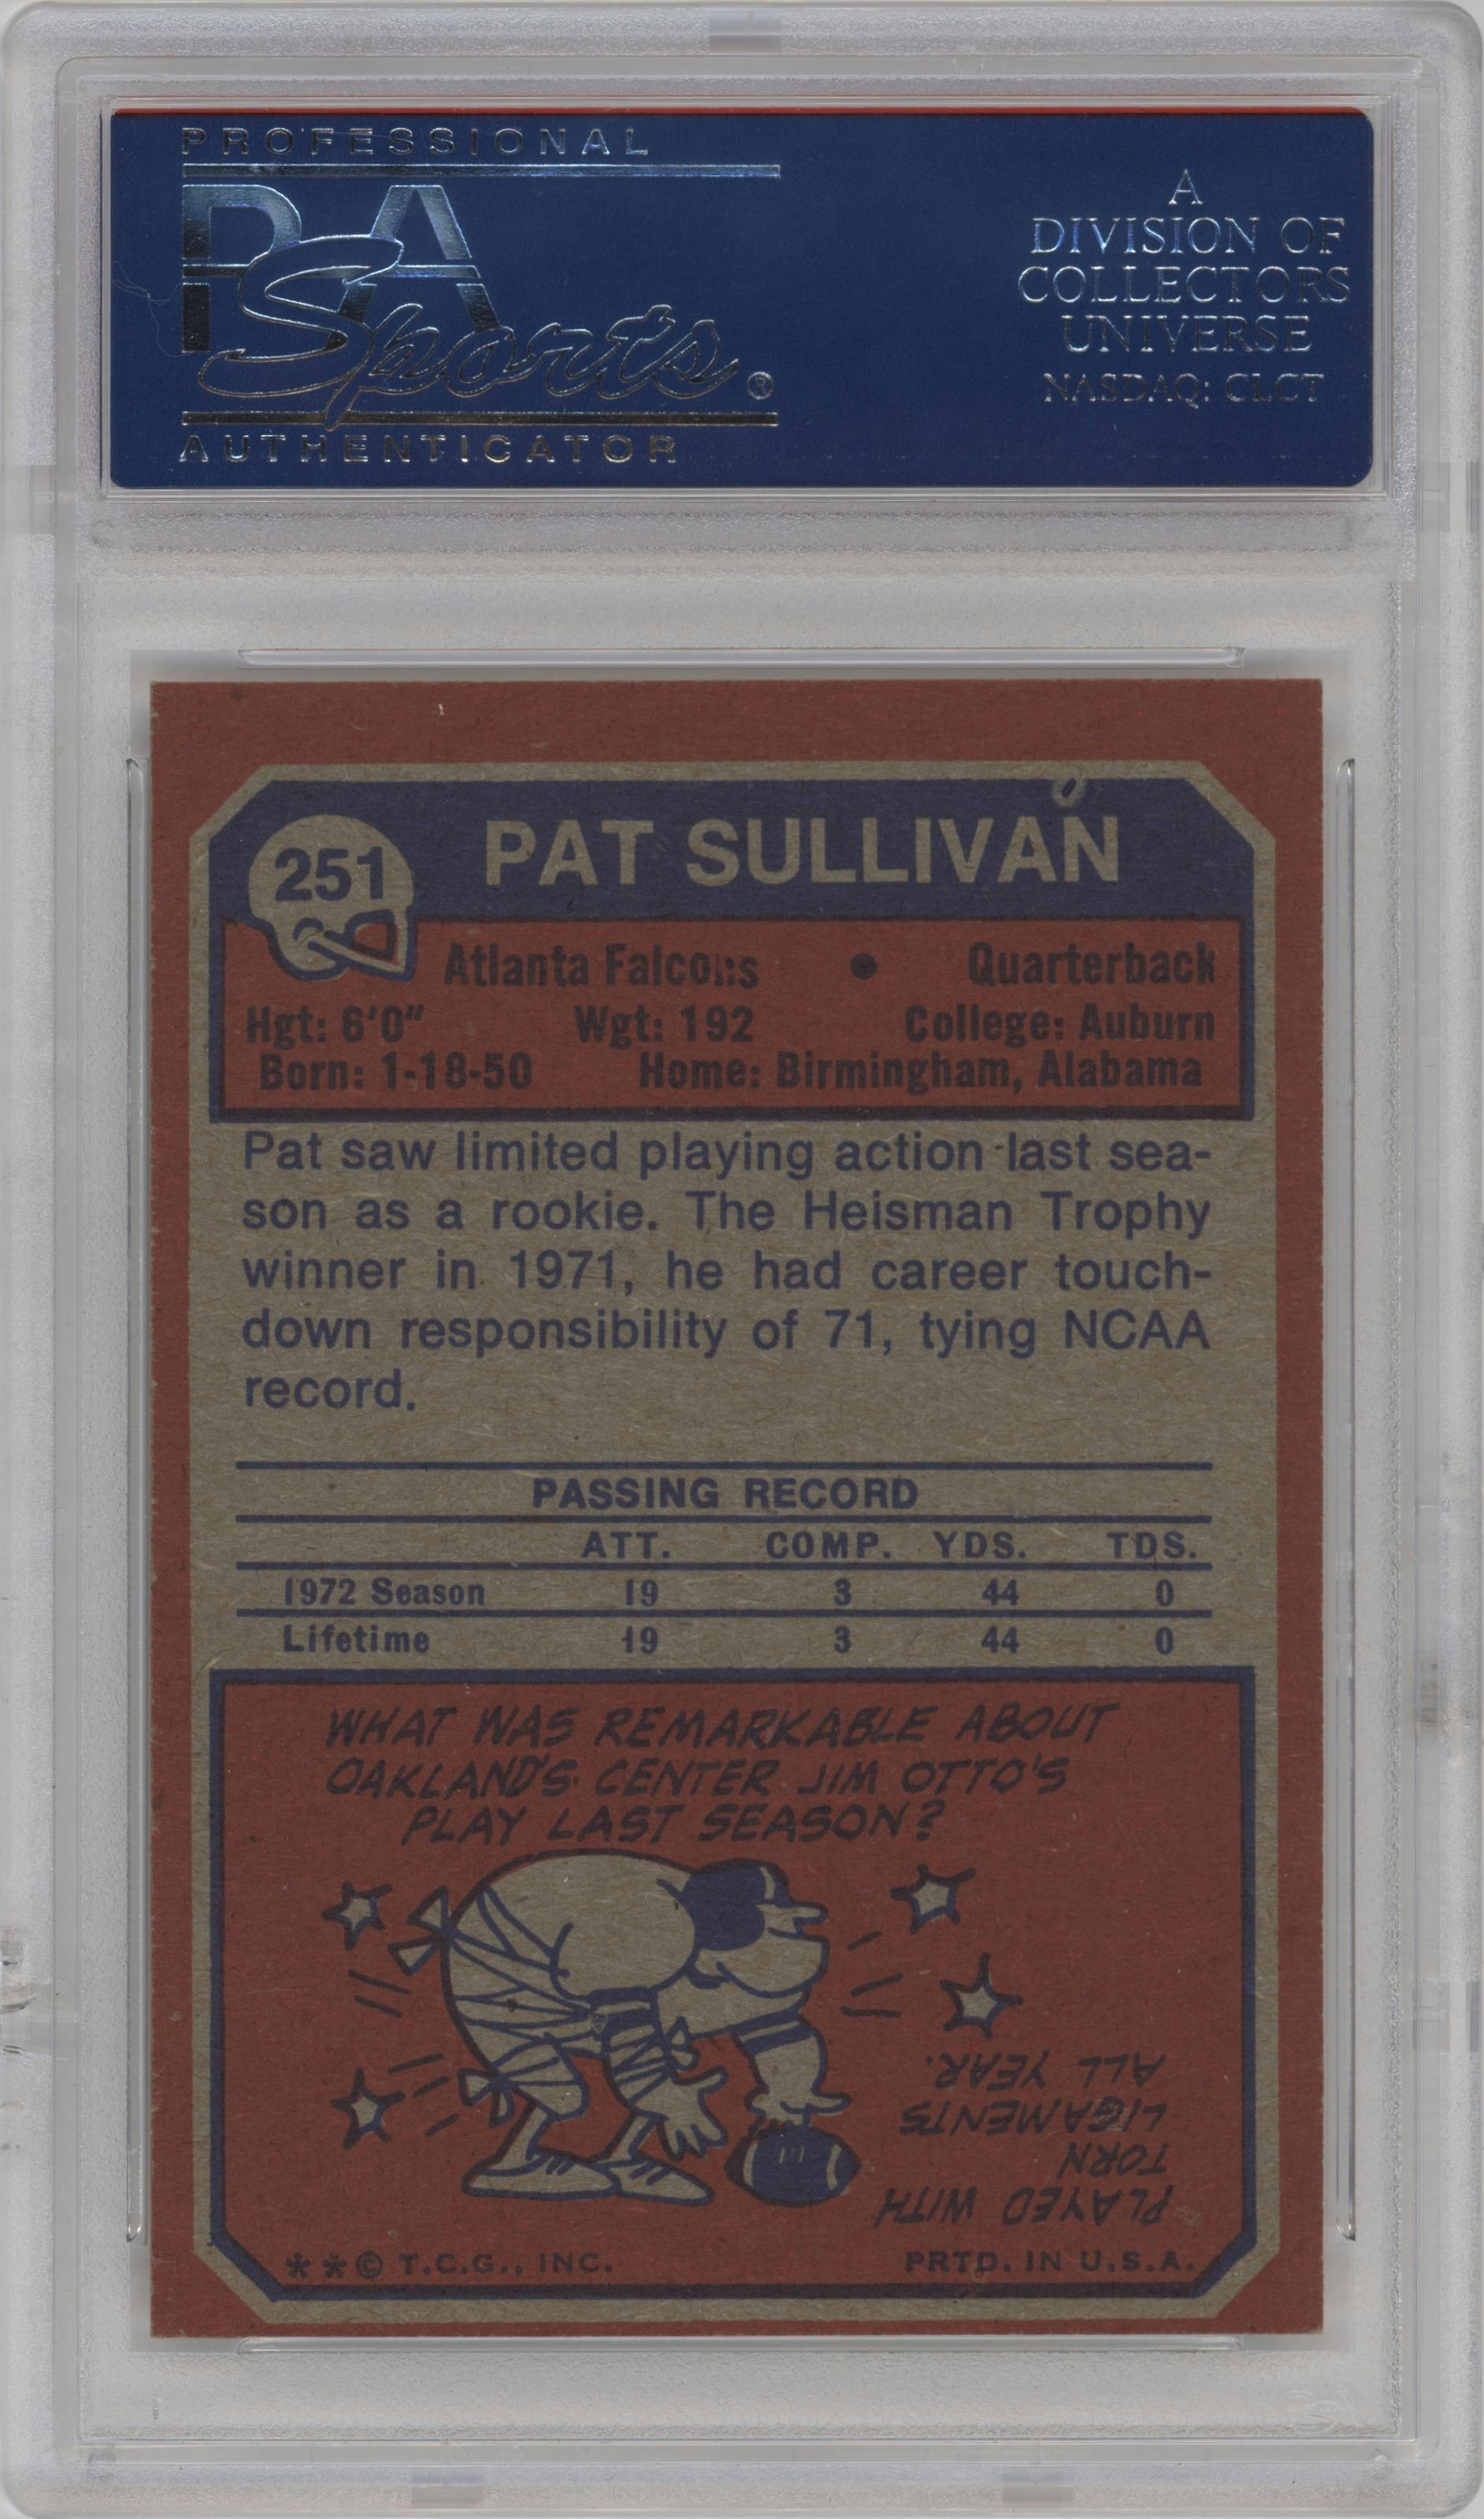 PROFESSIONAL
PSA
Sports®
AUTHENTICATOR
A
DIVISION OF
COLLECTORS
UNIVERSE
NASDAQ: CLCT
251
PAT SULLIVAN
Atlanta Falcons • Quarterback
Hgt: 6'0" Wgt: 192 College: Auburn
Born: 1-18-50 Home: Birmingham, Alabama
Pat saw limited playing action last sea-
son as a rookie. The Heisman Trophy
winner in 1971, he had career touch-
down responsibility of 71, tying NCAA
record.
PASSING RECORD
ATT. COMP. YDS. TDS.
1972 Season 19 3 44 0
Lifetime 19 3 44 0
WHAT WAS REMARKABLE ABOUT
OAKLAND'S CENTER JIM OTTO'S
PLAY LAST SEASON?
PLAYED WITH
TORN
LIGAMENTS
ALL YEAR.
**© T.C.G., INC. PRTD. IN U.S.A.